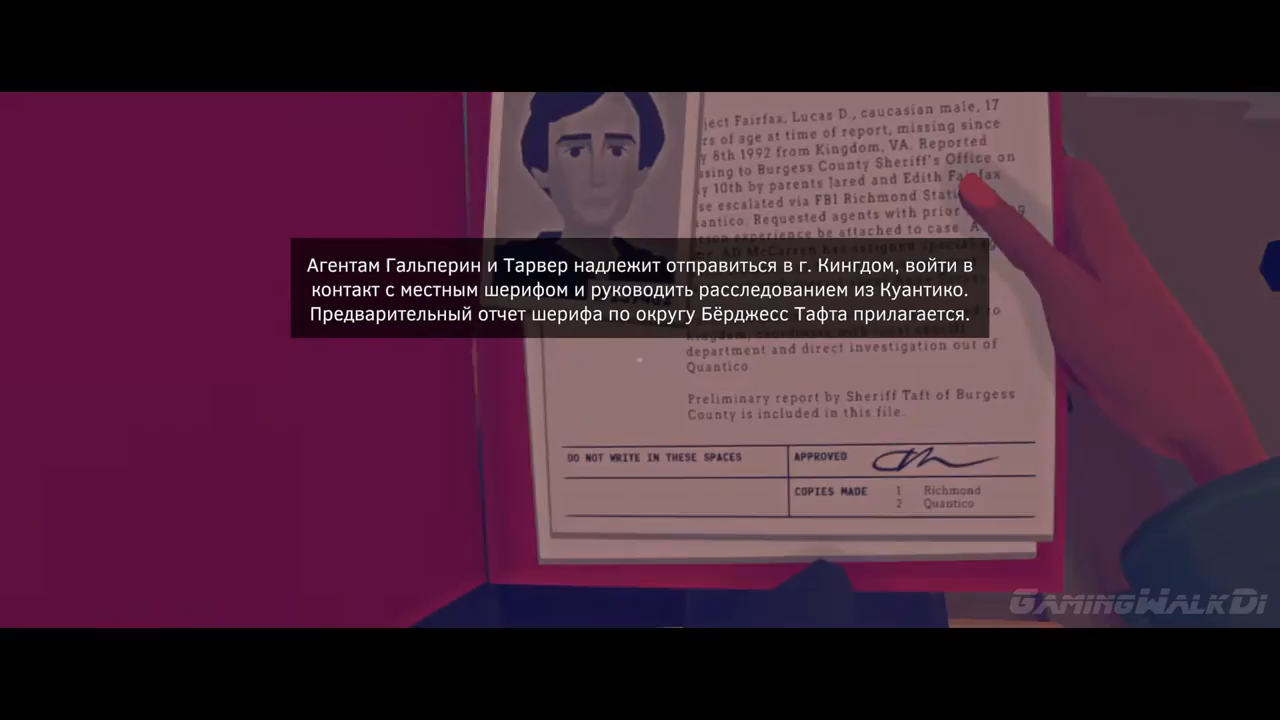 ject Fairfax, Lucas D., caucasian male, 17
rs of age at time of report, missing since
y 8th 1992 from Kingdom, VA. Reported
ssing to Burgess County Sheriff's Office on
y 10th by parents Jared and Edith Fairfax
se escalated via FBI Richmond
uantico. Requested agents with prior
experience be attached to case.
Агентам Гальперин и Тарвер надлежит отправиться в г. Кингдом, войти в
контакт с местным шерифом и руководить расследованием из Куантико.
Предварительный отчет шерифа по округу Бёрджесс Тафта прилагается.
department and direct investigation out of
Quantico.
Preliminary report by Sheriff Taft of Burgess
County is included in this file.
DO NOT WRITE IN THESE SPACES
APPROVED
COPIES MADE 1 Richmond
2 Quantico
GamingWalkDi